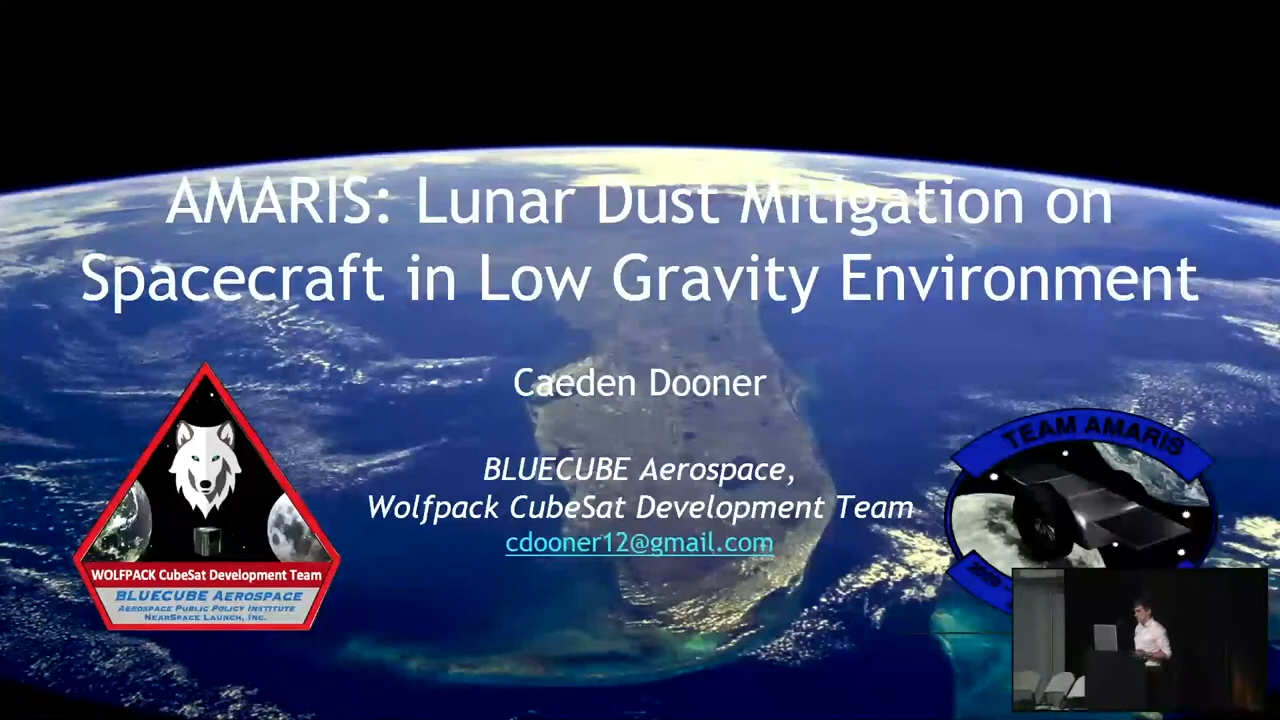 AMARIS: Lunar Dust Mitigation on
Spacecraft in Low Gravity Environment
Caeden Dooner
BLUECUBE Aerospace,
Wolfpack CubeSat Development Team
cdooner12@gmail.com
WOLFPACK CubeSat Development Team
BLUECUBE AEROSPACE
AEROSPACE PUBLIC POLICY INSTITUTE
NEARSPACE LAUNCH, INC.
TEAM AMARIS